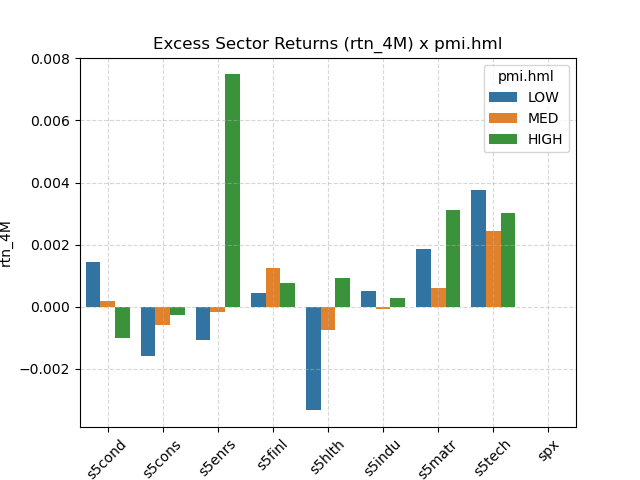 Excess Sector Returns (rtn_4M) x pmi.hml
pmi.hml
LOW
MED
HIGH
rtn_4M
0.008
0.006
0.004
0.002
0.000
−0.002
s5cond
s5cons
s5enrs
s5finl
s5hlth
s5indu
s5matr
s5tech
spx